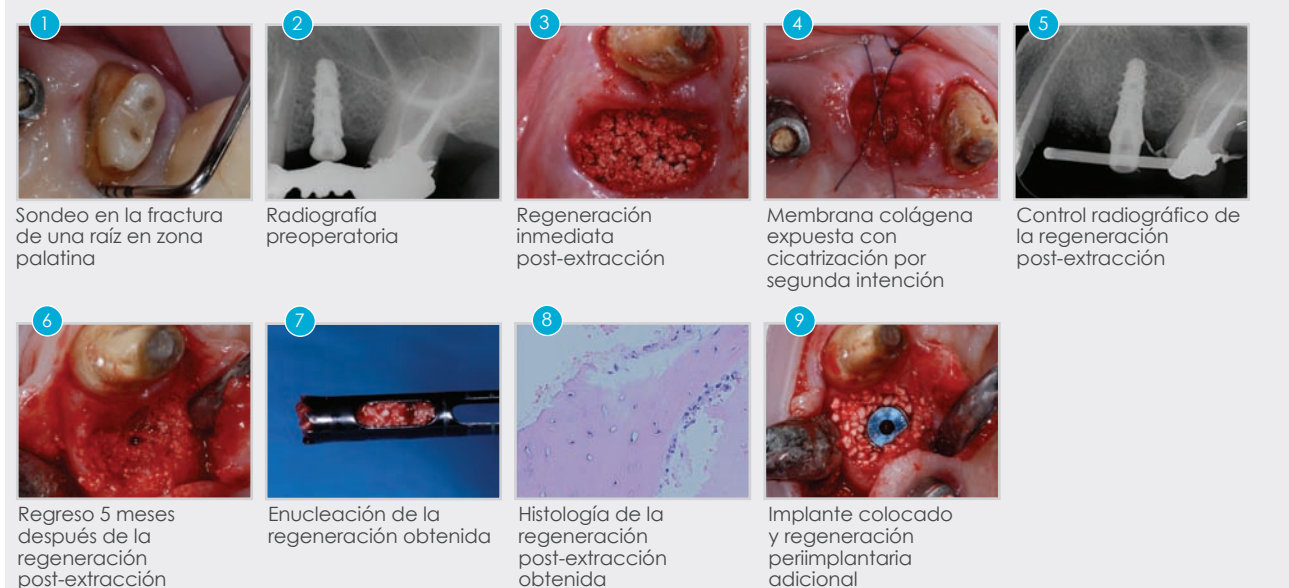 1
Sondeo en la fractura
de una raíz en zona
palatina
2
Radiografía
preoperatoria
3
Regeneración
inmediata
post-extracción
4
Membrana colágena
expuesta con
cicatrización por
segunda intención
5
Control radiográfico de
la regeneración
post-extracción
6
Regreso 5 meses
después de la
regeneración
post-extracción
7
Enucleación de la
regeneración obtenida
8
Histología de la
regeneración
post-extracción
obtenida
9
Implante colocado
y regeneración
periimplantaria
adicional